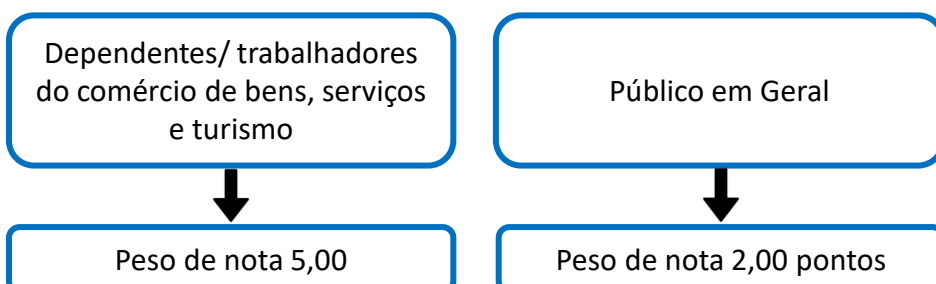 Dependentes/ trabalhadores
do comércio de bens, serviços
e turismo
Público em Geral
Peso de nota 5,00
Peso de nota 2,00 pontos